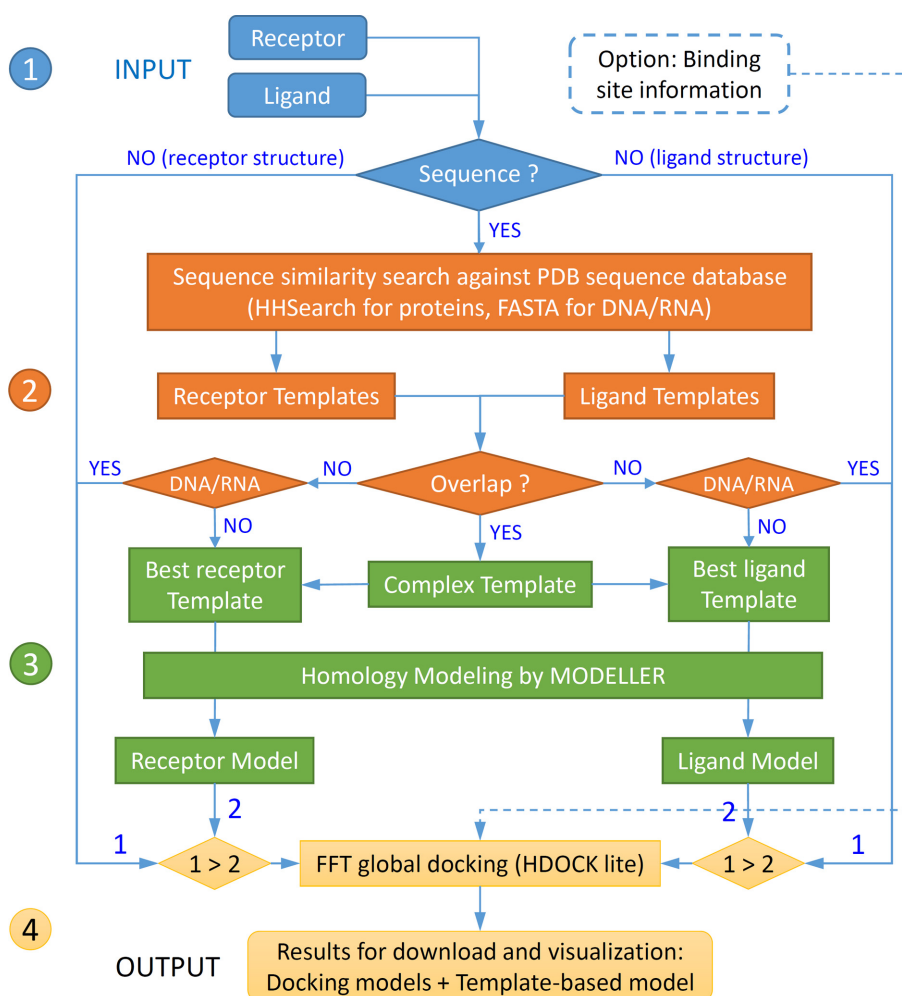 1
INPUT
Receptor
Ligand
Option: Binding
site information
NO (receptor structure)
NO (ligand structure)
Sequence ?
YES
Sequence similarity search against PDB sequence database
(HHSearch for proteins, FASTA for DNA/RNA)
2
Receptor Templates
Ligand Templates
YES
DNA/RNA
NO
Overlap ?
NO
DNA/RNA
YES
NO
YES
NO
Best receptor
Template
Complex Template
Best ligand
Template
3
Homology Modeling by MODELLER
Receptor Model
Ligand Model
2
2
1
1 > 2
FFT global docking (HDOCK lite)
1 > 2
1
4
OUTPUT
Results for download and visualization:
Docking models + Template-based model